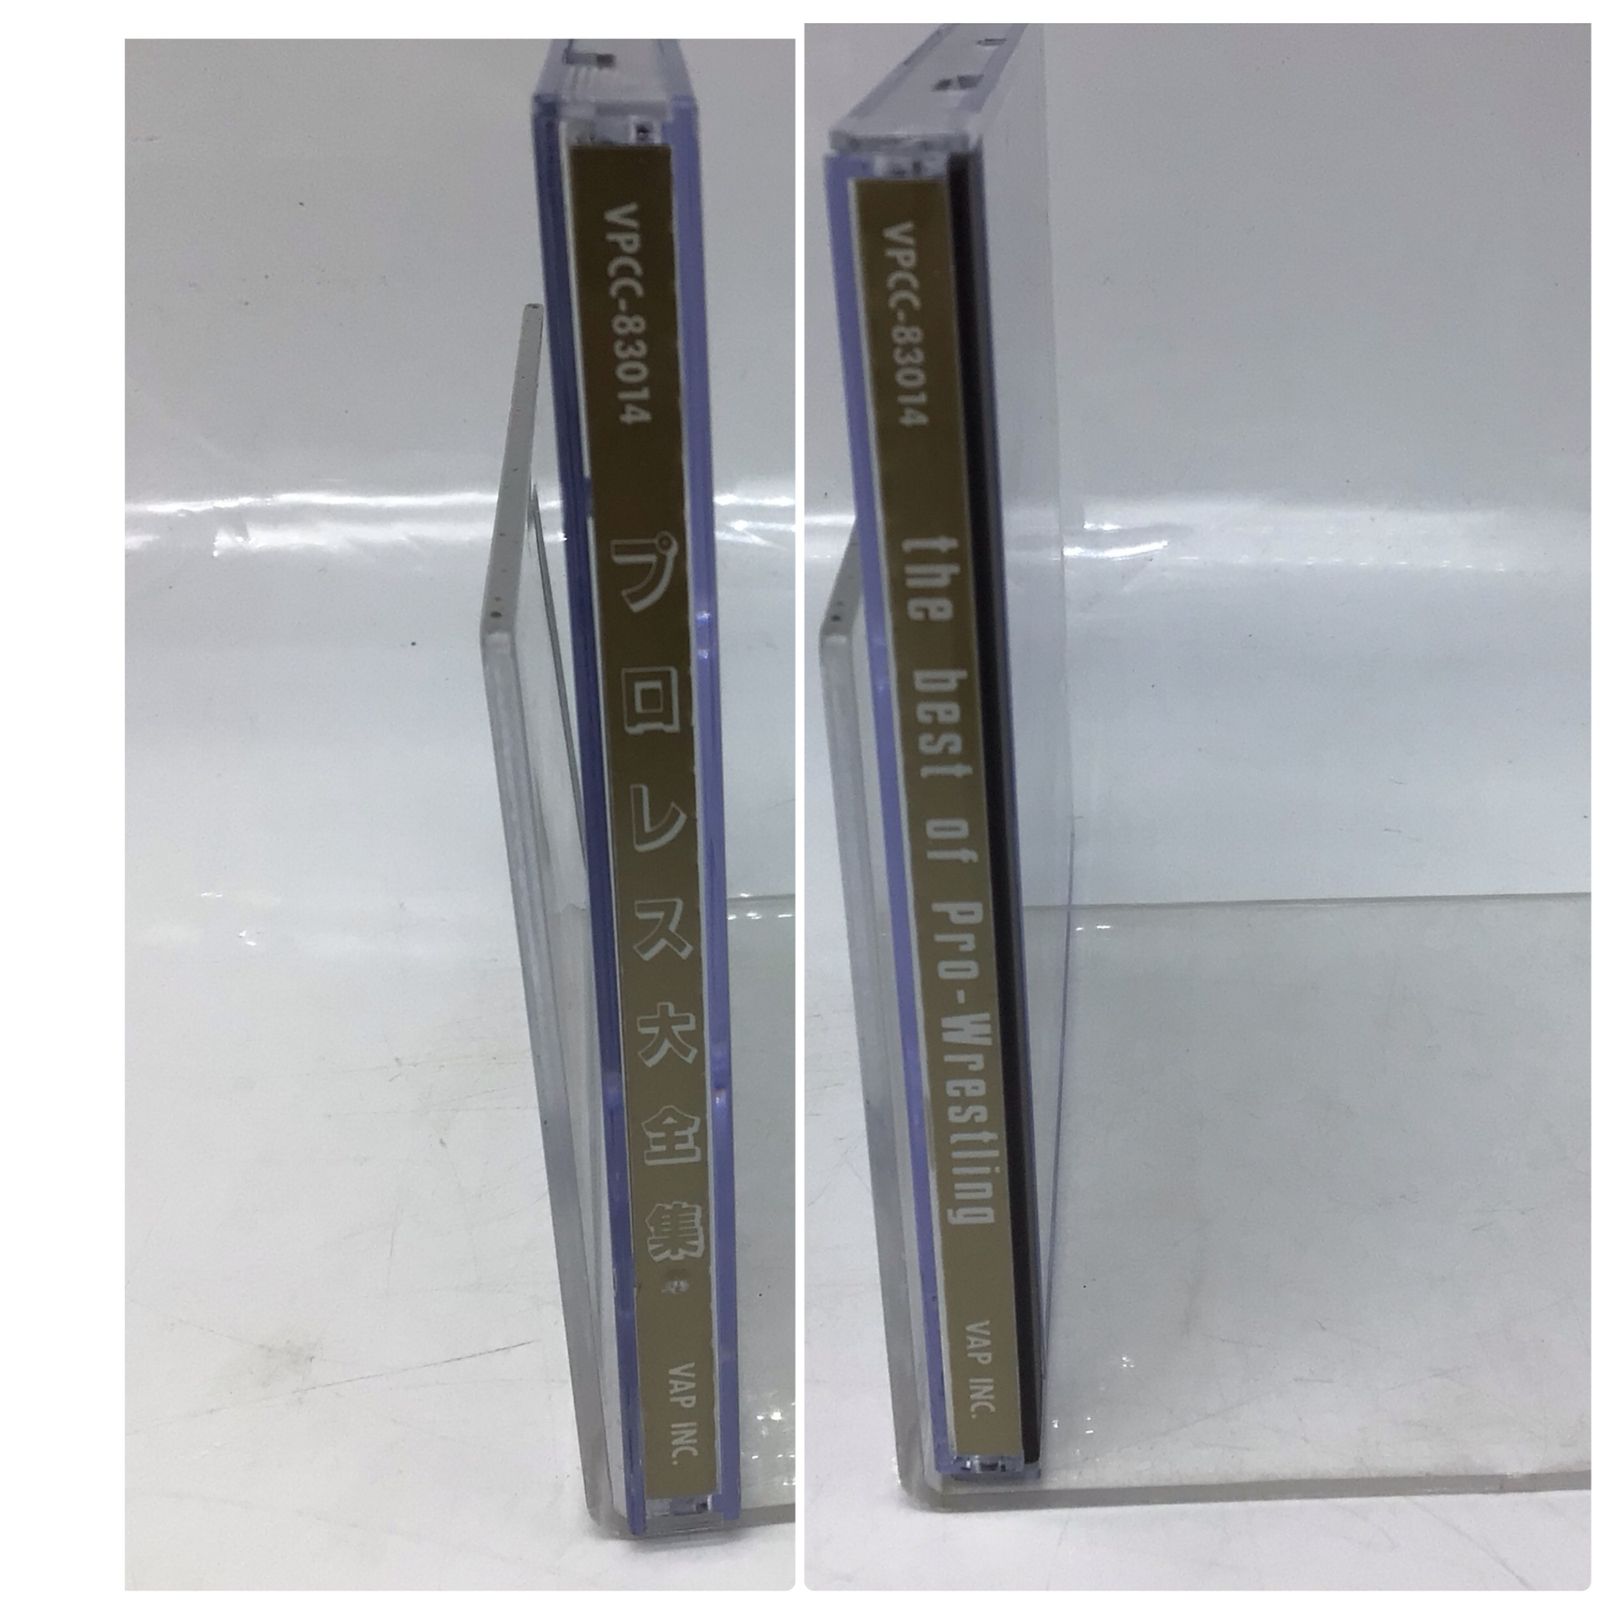 VPCC-83014
プロレス大全集
VAP INC.
VPCC-83014
the best of Pro-Wrestling
VAP INC.